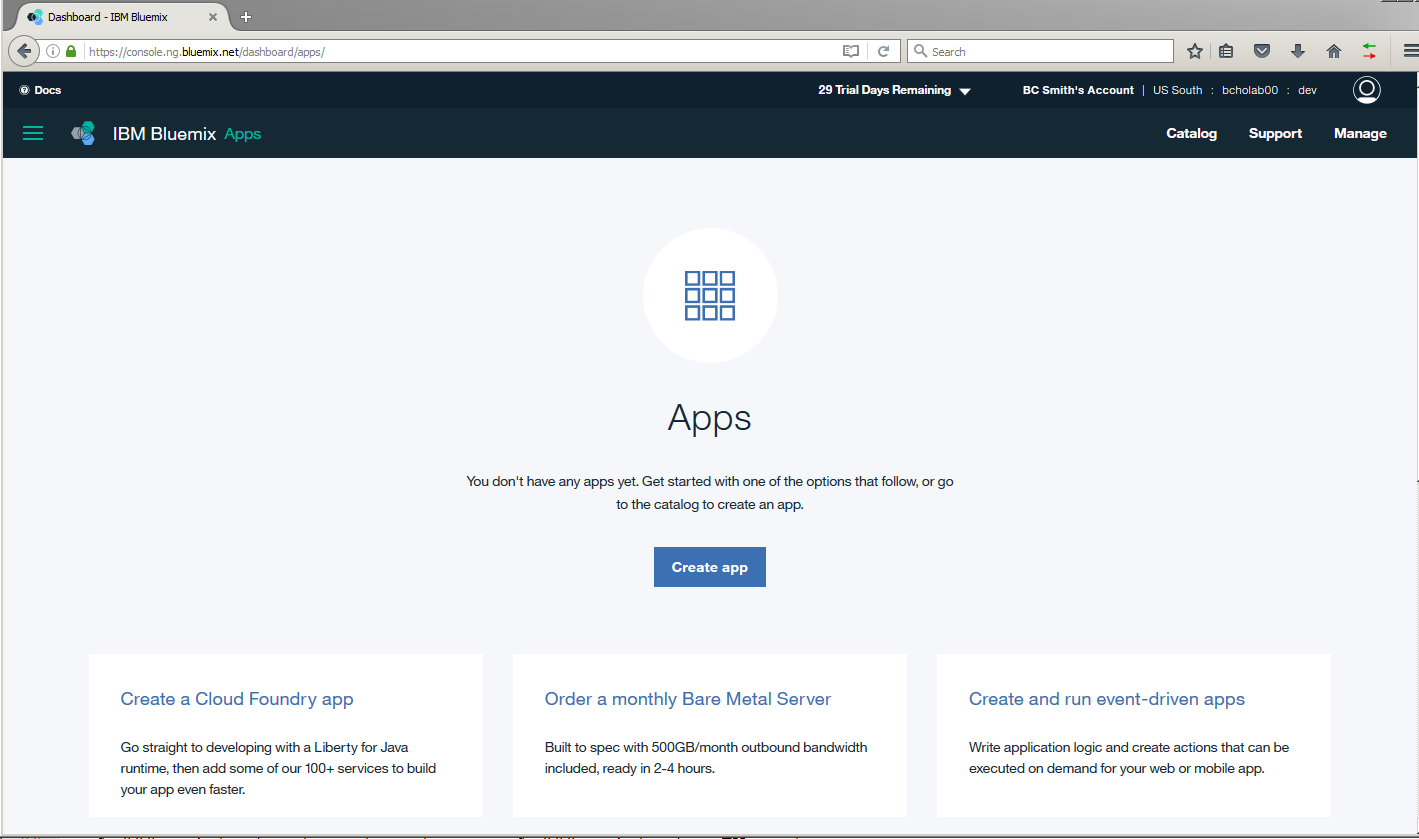 Dashboard - IBM Bluemix
https://console.ng.bluemix.net/dashboard/apps/
Search
Docs
29 Trial Days Remaining
BC Smith's Account | US South : bcholab00 : dev
IBM Bluemix Apps
Catalog
Support
Manage
Apps
You don't have any apps yet. Get started with one of the options that follow, or go
to the catalog to create an app.
Create app
Create a Cloud Foundry app
Go straight to developing with a Liberty for Java
runtime, then add some of our 100+ services to build
your app even faster.
Order a monthly Bare Metal Server
Built to spec with 500GB/month outbound bandwidth
included, ready in 2-4 hours.
Create and run event-driven apps
Write application logic and create actions that can be
executed on demand for your web or mobile app.